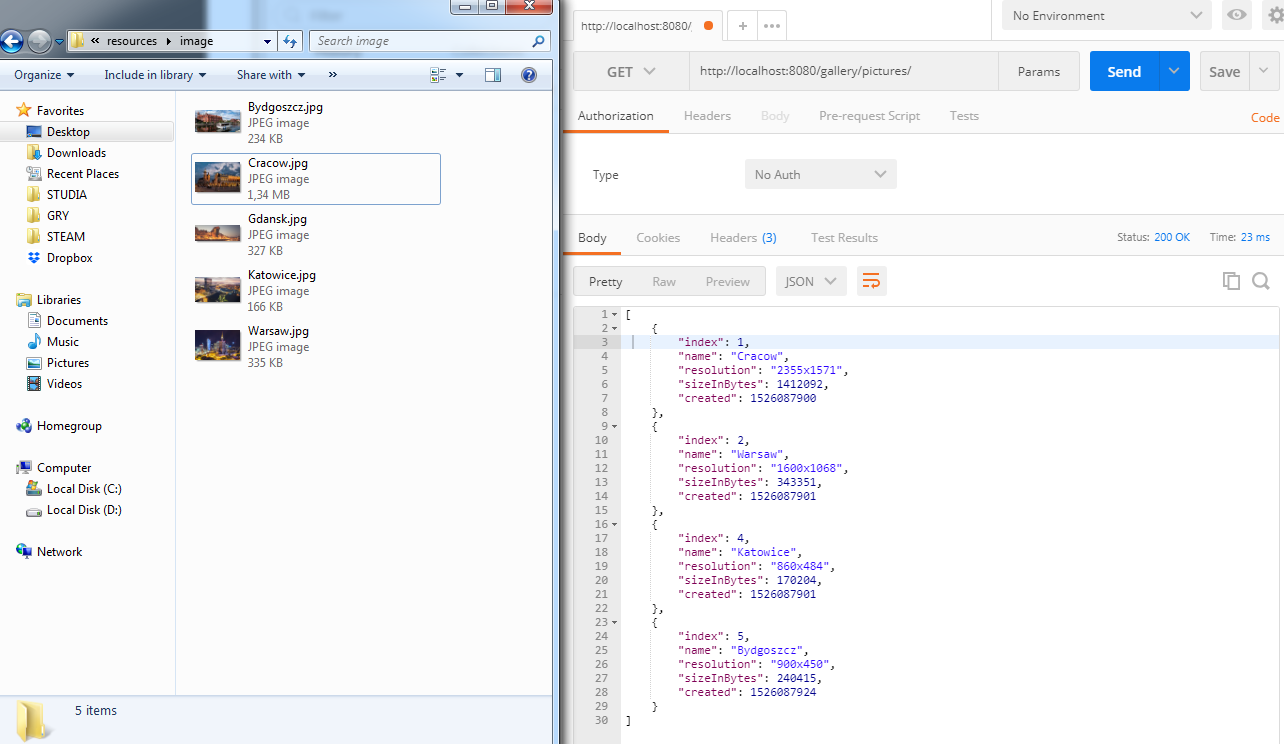 resources
image
Search image
Organize
Include in library
Share with
»
Favorites
Desktop
Downloads
Recent Places
STUDIA
GRY
STEAM
Dropbox
Libraries
Documents
Music
Pictures
Videos
Homegroup
Computer
Local Disk (C:)
Local Disk (D:)
Network
Bydgoszcz.jpg
JPEG image
234 KB
Cracow.jpg
JPEG image
1,34 MB
Gdansk.jpg
JPEG image
327 KB
Katowice.jpg
JPEG image
166 KB
Warsaw.jpg
JPEG image
335 KB
5 items
http://localhost:8080/
No Environment
GET
http://localhost:8080/gallery/pictures/
Params
Send
Save
Authorization
Headers
Body
Pre-request Script
Tests
Code
Type
No Auth
Body
Cookies
Headers (3)
Test Results
Status: 200 OK
Time: 23 ms
Pretty
Raw
Preview
JSON
1 [
2 {
3 "index": 1,
4 "name": "Cracow",
5 "resolution": "2355x1571",
6 "sizeInBytes": 1412092,
7 "created": 1526087900
8 },
9 {
10 "index": 2,
11 "name": "Warsaw",
12 "resolution": "1600x1068",
13 "sizeInBytes": 343351,
14 "created": 1526087901
15 },
16 {
17 "index": 4,
18 "name": "Katowice",
19 "resolution": "860x484",
20 "sizeInBytes": 170204,
21 "created": 1526087901
22 },
23 {
24 "index": 5,
25 "name": "Bydgoszcz",
26 "resolution": "900x450",
27 "sizeInBytes": 240415,
28 "created": 1526087924
29 }
30 ]